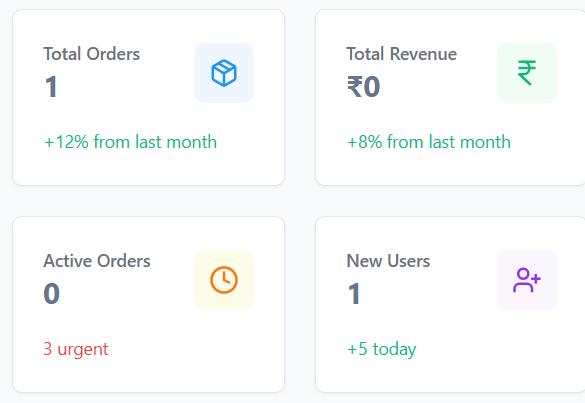 Total Orders
1
+12% from last month
Total Revenue
₹0
+8% from last month
Active Orders
0
3 urgent
New Users
1
+5 today